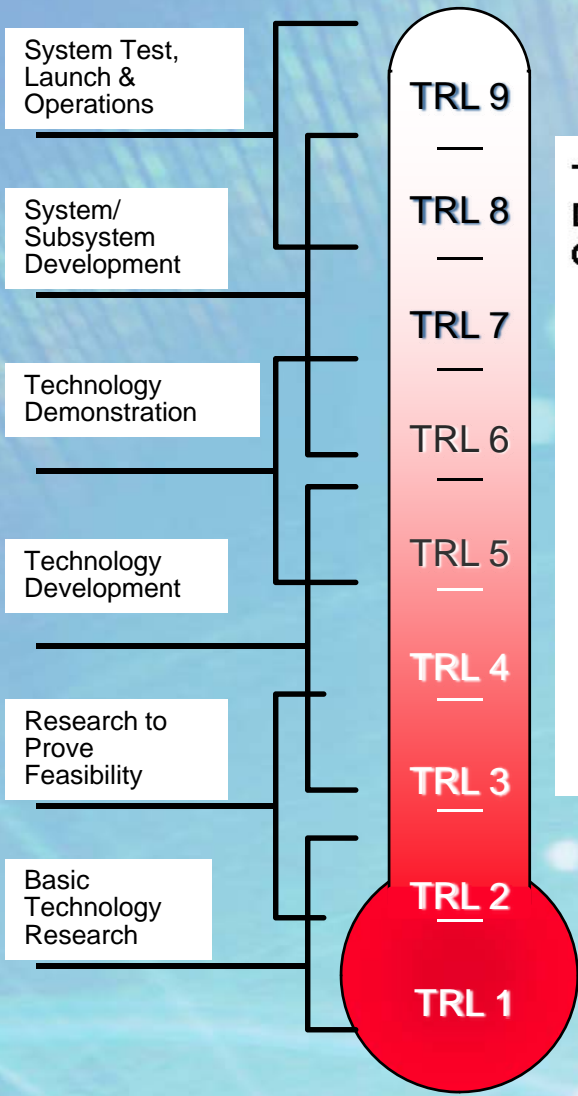 System Test,
Launch &
Operations
System/
Subsystem
Development
Technology
Demonstration
Technology
Development
Research to
Prove
Feasibility
Basic
Technology
Research
TRL 9
TRL 8
TRL 7
TRL 6
TRL 5
TRL 4
TRL 3
TRL 2
TRL 1